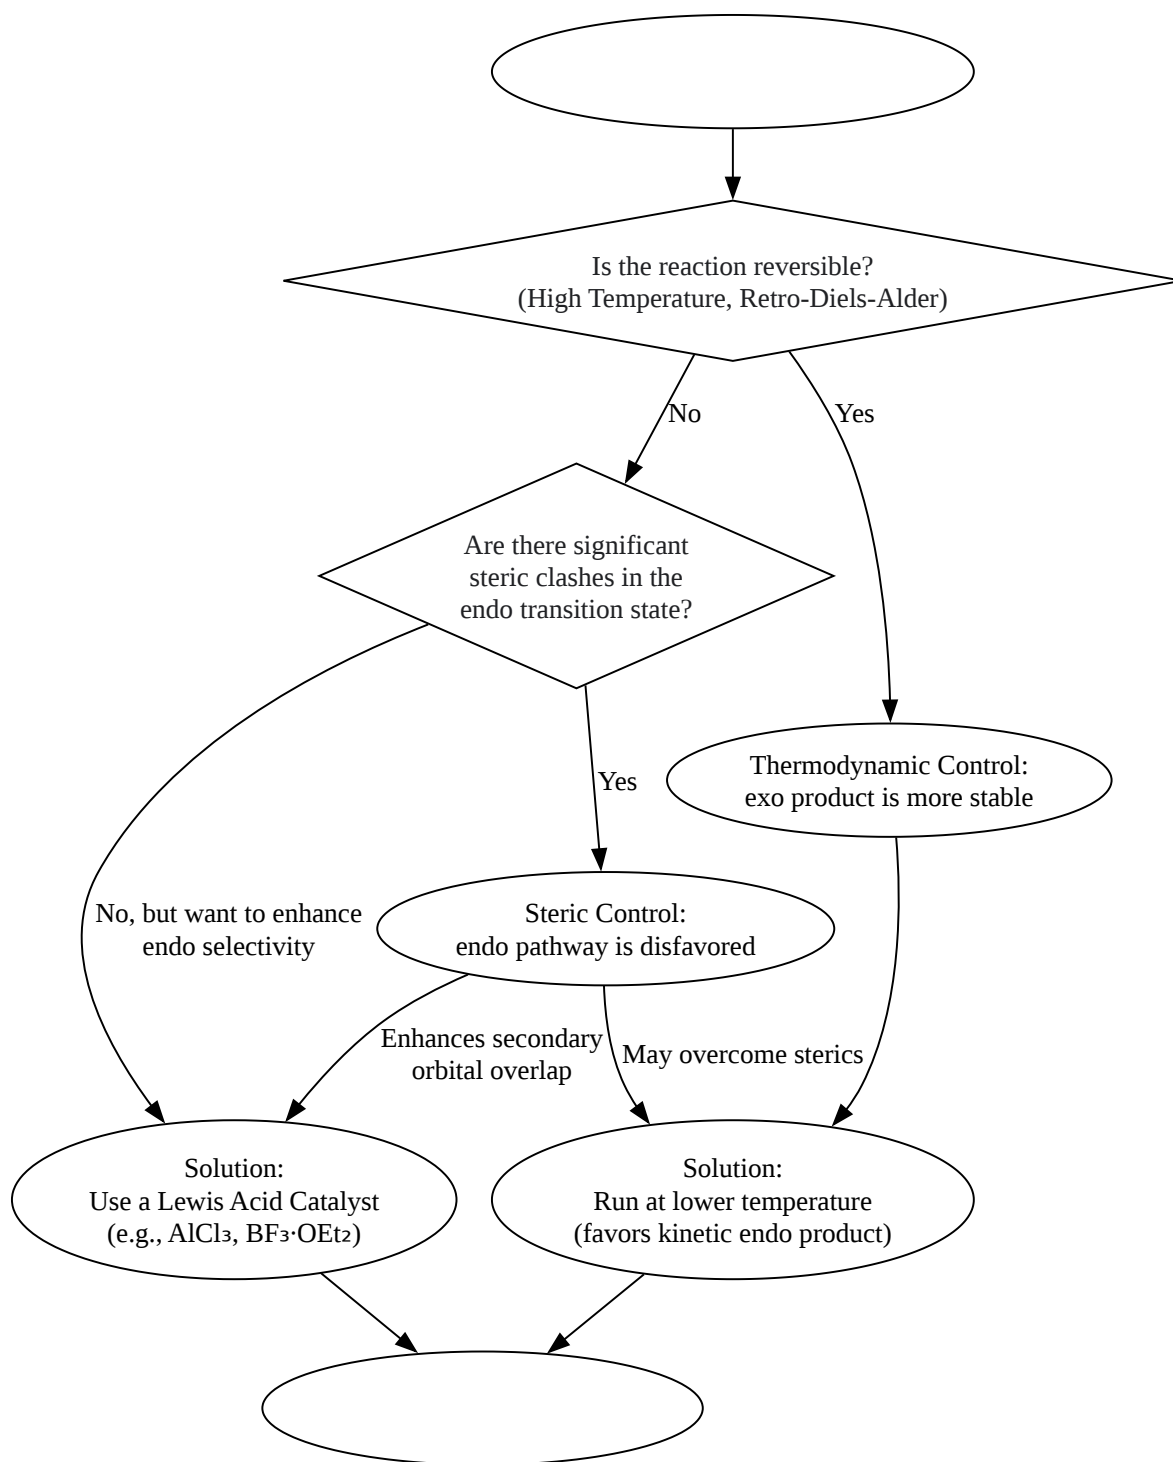 Is the reaction reversible?
(High Temperature, Retro-Diels-Alder)
No
Yes
Are there significant
steric clashes in the
endo transition state?
Yes
Thermodynamic Control:
exo product is more stable
No, but want to enhance
endo selectivity
Steric Control:
endo pathway is disfavored
Enhances secondary
orbital overlap
May overcome sterics
Solution:
Use a Lewis Acid Catalyst
(e.g., AlCl₃, BF₃·OEt₂)
Solution:
Run at lower temperature
(favors kinetic endo product)